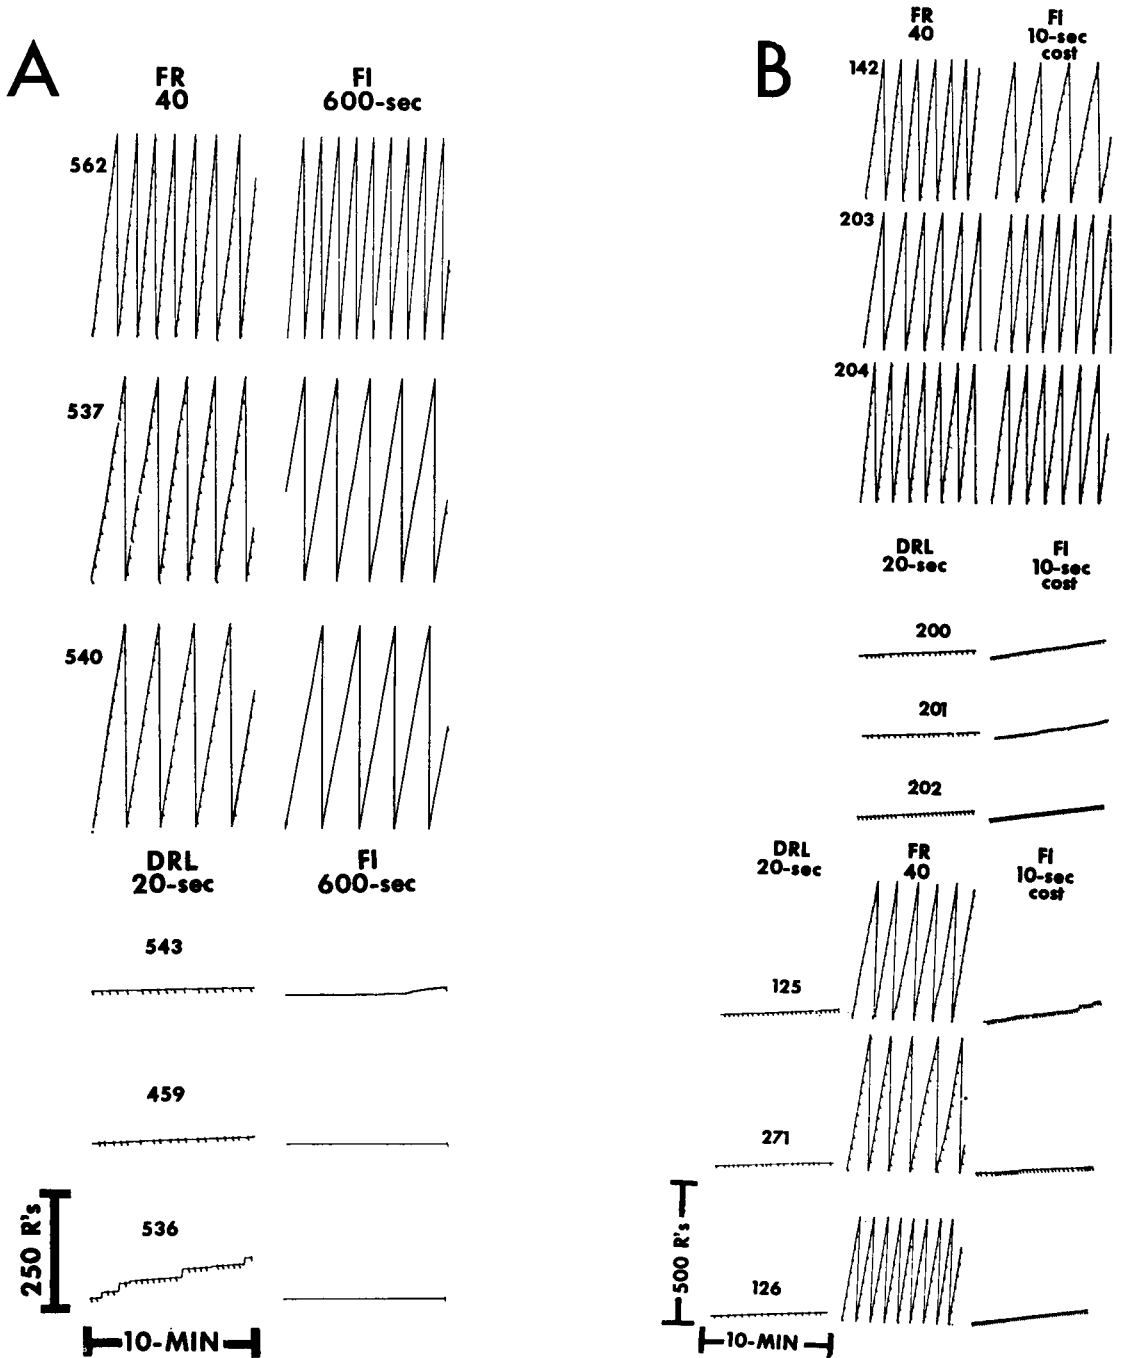 A
FR
40
FI
600-sec
562
537
540
DRL
20-sec
FI
600-sec
543
459
536
250 R's
10-MIN
B
FR
40
FI
10-sec
cost
142
203
204
DRL
20-sec
FI
10-sec
cost
200
201
202
DRL
20-sec
FR
40
FI
10-sec
cost
125
271
126
500 R's
10-MIN